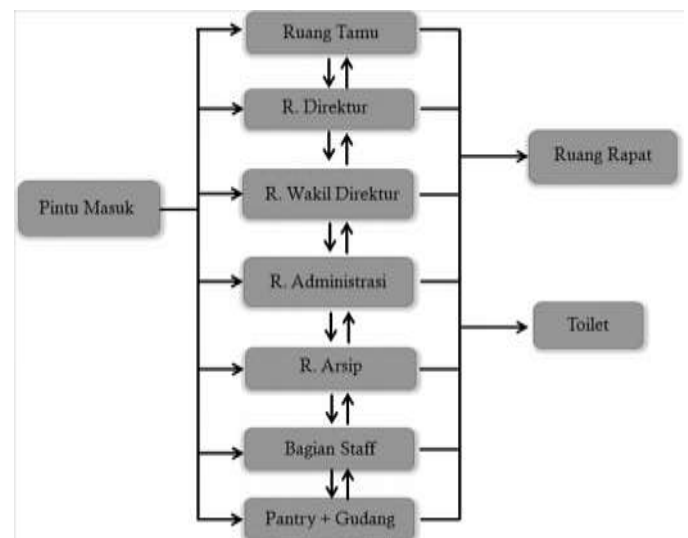 Ruang Tamu
R. Direktur
Ruang Rapat
R. Wakil Direktur
Pintu Masuk
R. Administrasi
Toilet
R. Arsip
Bagian Staff
Pantry + Gudang